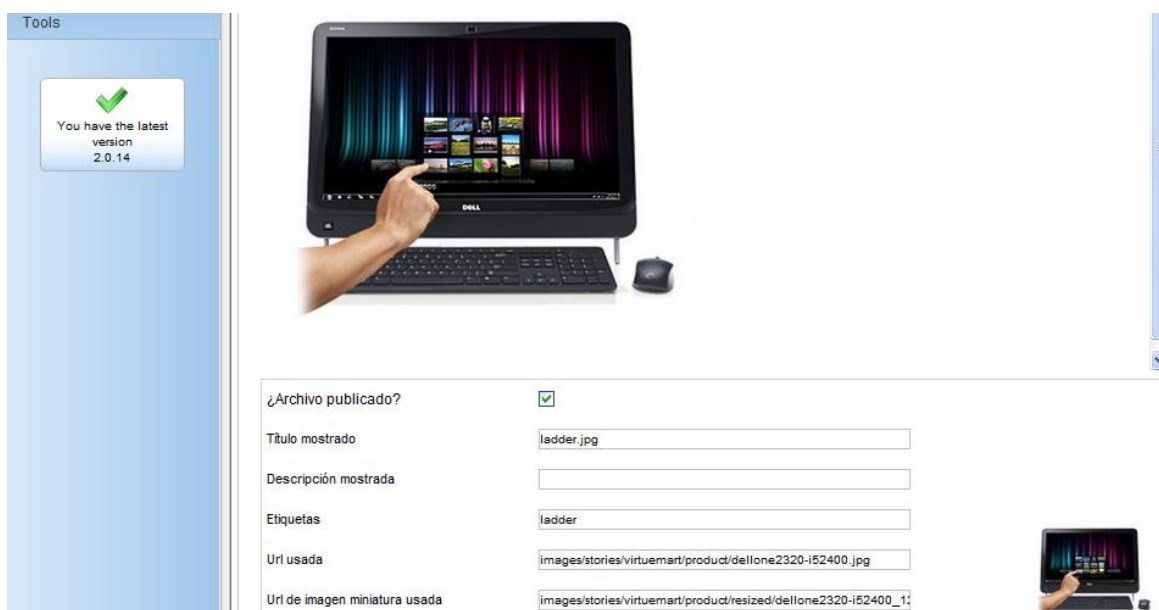 Tools
You have the latest
version
2.0.14
DELL
¿Archivo publicado?
Título mostrado
ladder.jpg
Descripción mostrada
Etiquetas
ladder
Url usada
images/stories/virtuemart/product/dellone2320-i52400.jpg
Url de imagen miniatura usada
images/stories/virtuemart/product/resized/dellone2320-i52400_12